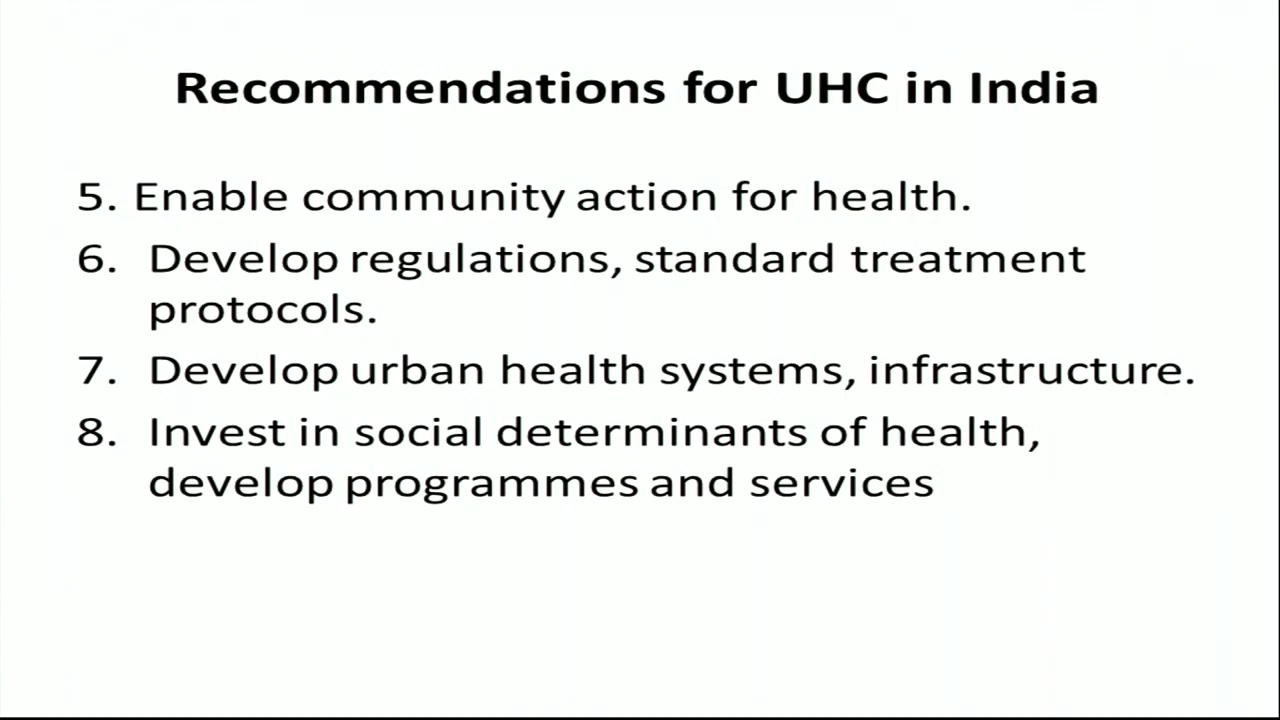 Recommendations for UHC in India
5. Enable community action for health.
6. Develop regulations, standard treatment
protocols.
7. Develop urban health systems, infrastructure.
8. Invest in social determinants of health,
develop programmes and services